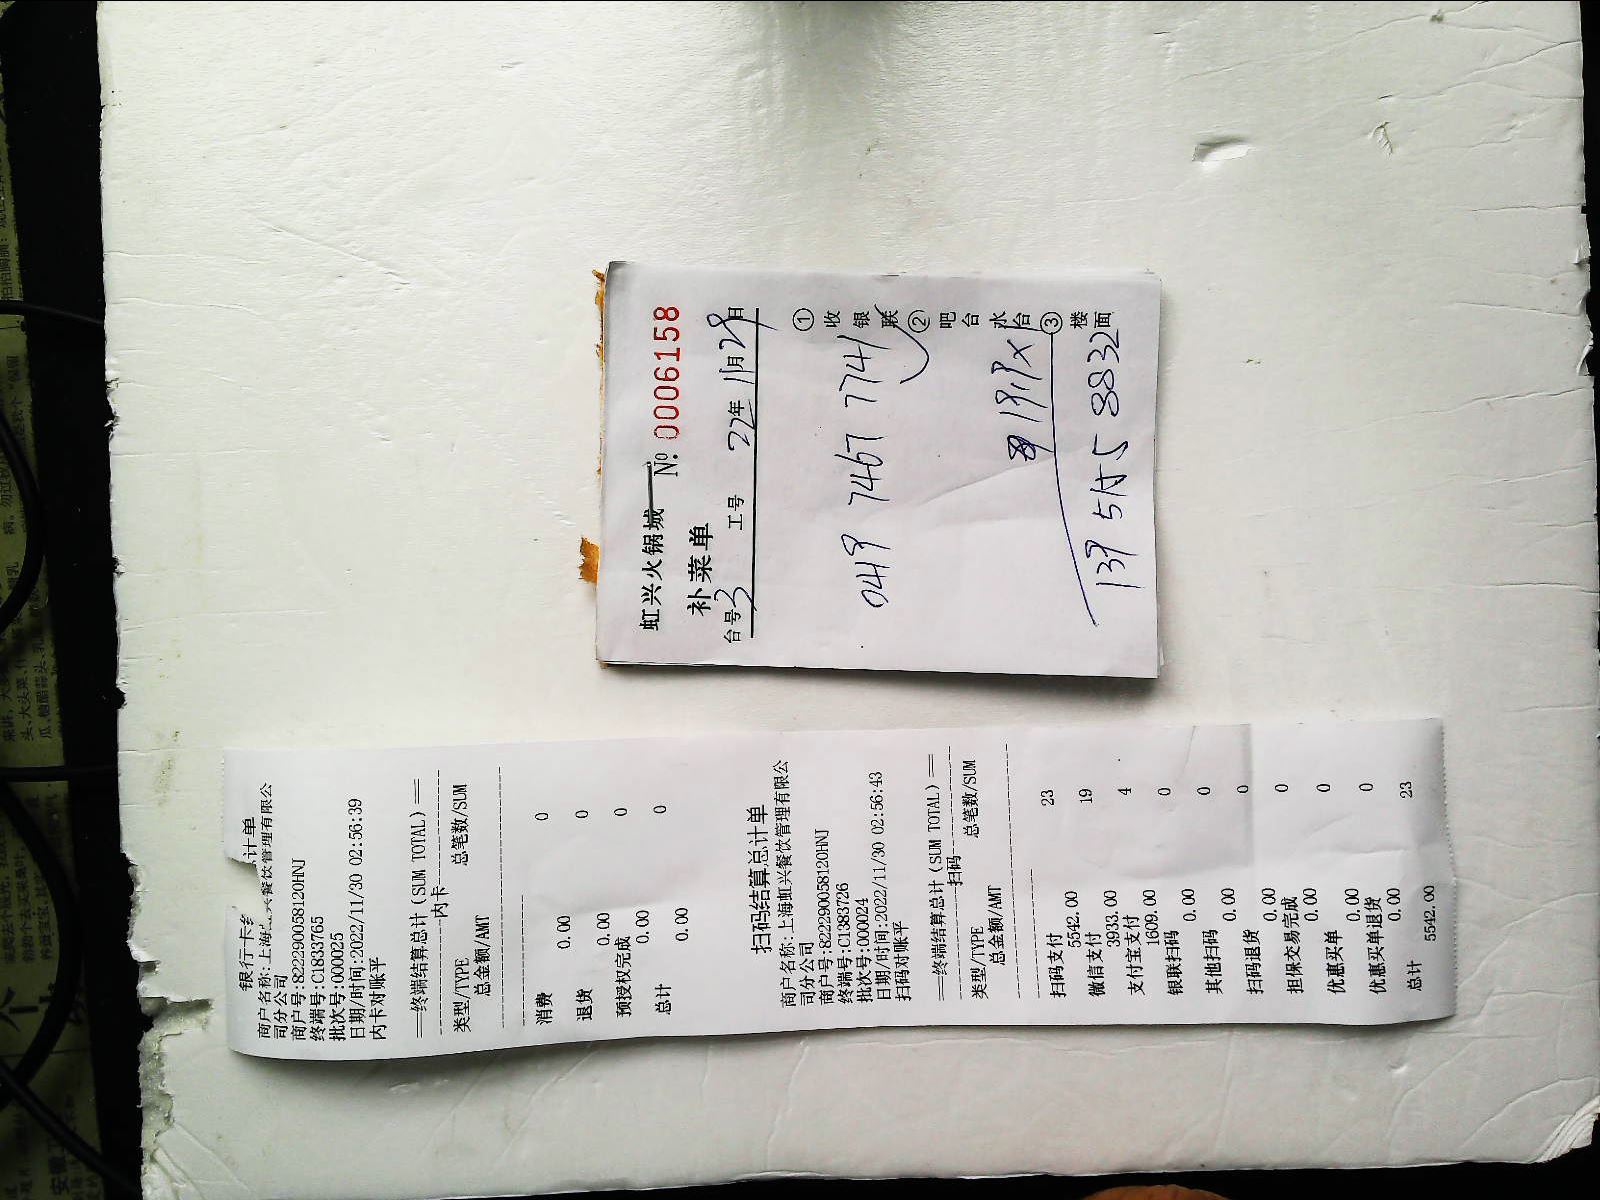 虹兴火锅城 № 0006158
补菜单
台号 3 工号 22年 11月 29日
①收银联②吧台水台③楼面
0419 7467 7741
139 5155 8832
银行卡结
计单
商户名称:上海虹兴餐饮管理有限公
司分公司
商户号:82229005812OHNJ
终端号:C1833765
批次号:000025
日期/时间:2022/11/30 02:56:39
内卡对账平
==终端结算总计(SUM TOTAL)==
内卡
类型/TYPE 总笔数/SUM
总金额/AMT
消费 0
0.00
退货 0
0.00
预授权完成 0
0.00
总计 0
0.00
扫码结算总计单
商户名称:上海虹兴餐饮管理有限公
司分公司
商户号:82229005812OHNJ
终端号:C1383726
批次号:000024
日期/时间:2022/11/30 02:56:43
扫码对账平
==终端结算总计(SUM TOTAL)==
扫码
类型/TYPE 总笔数/SUM
总金额/AMT
扫码支付 23
5542.00
微信支付 19
3933.00
支付宝支付 4
1609.00
银联扫码 0
0.00
其他扫码 0
0.00
扫码退货 0
0.00
担保交易完成 0
0.00
优惠买单 0
0.00
优惠买单退货 0
0.00
总计 23
5542.00